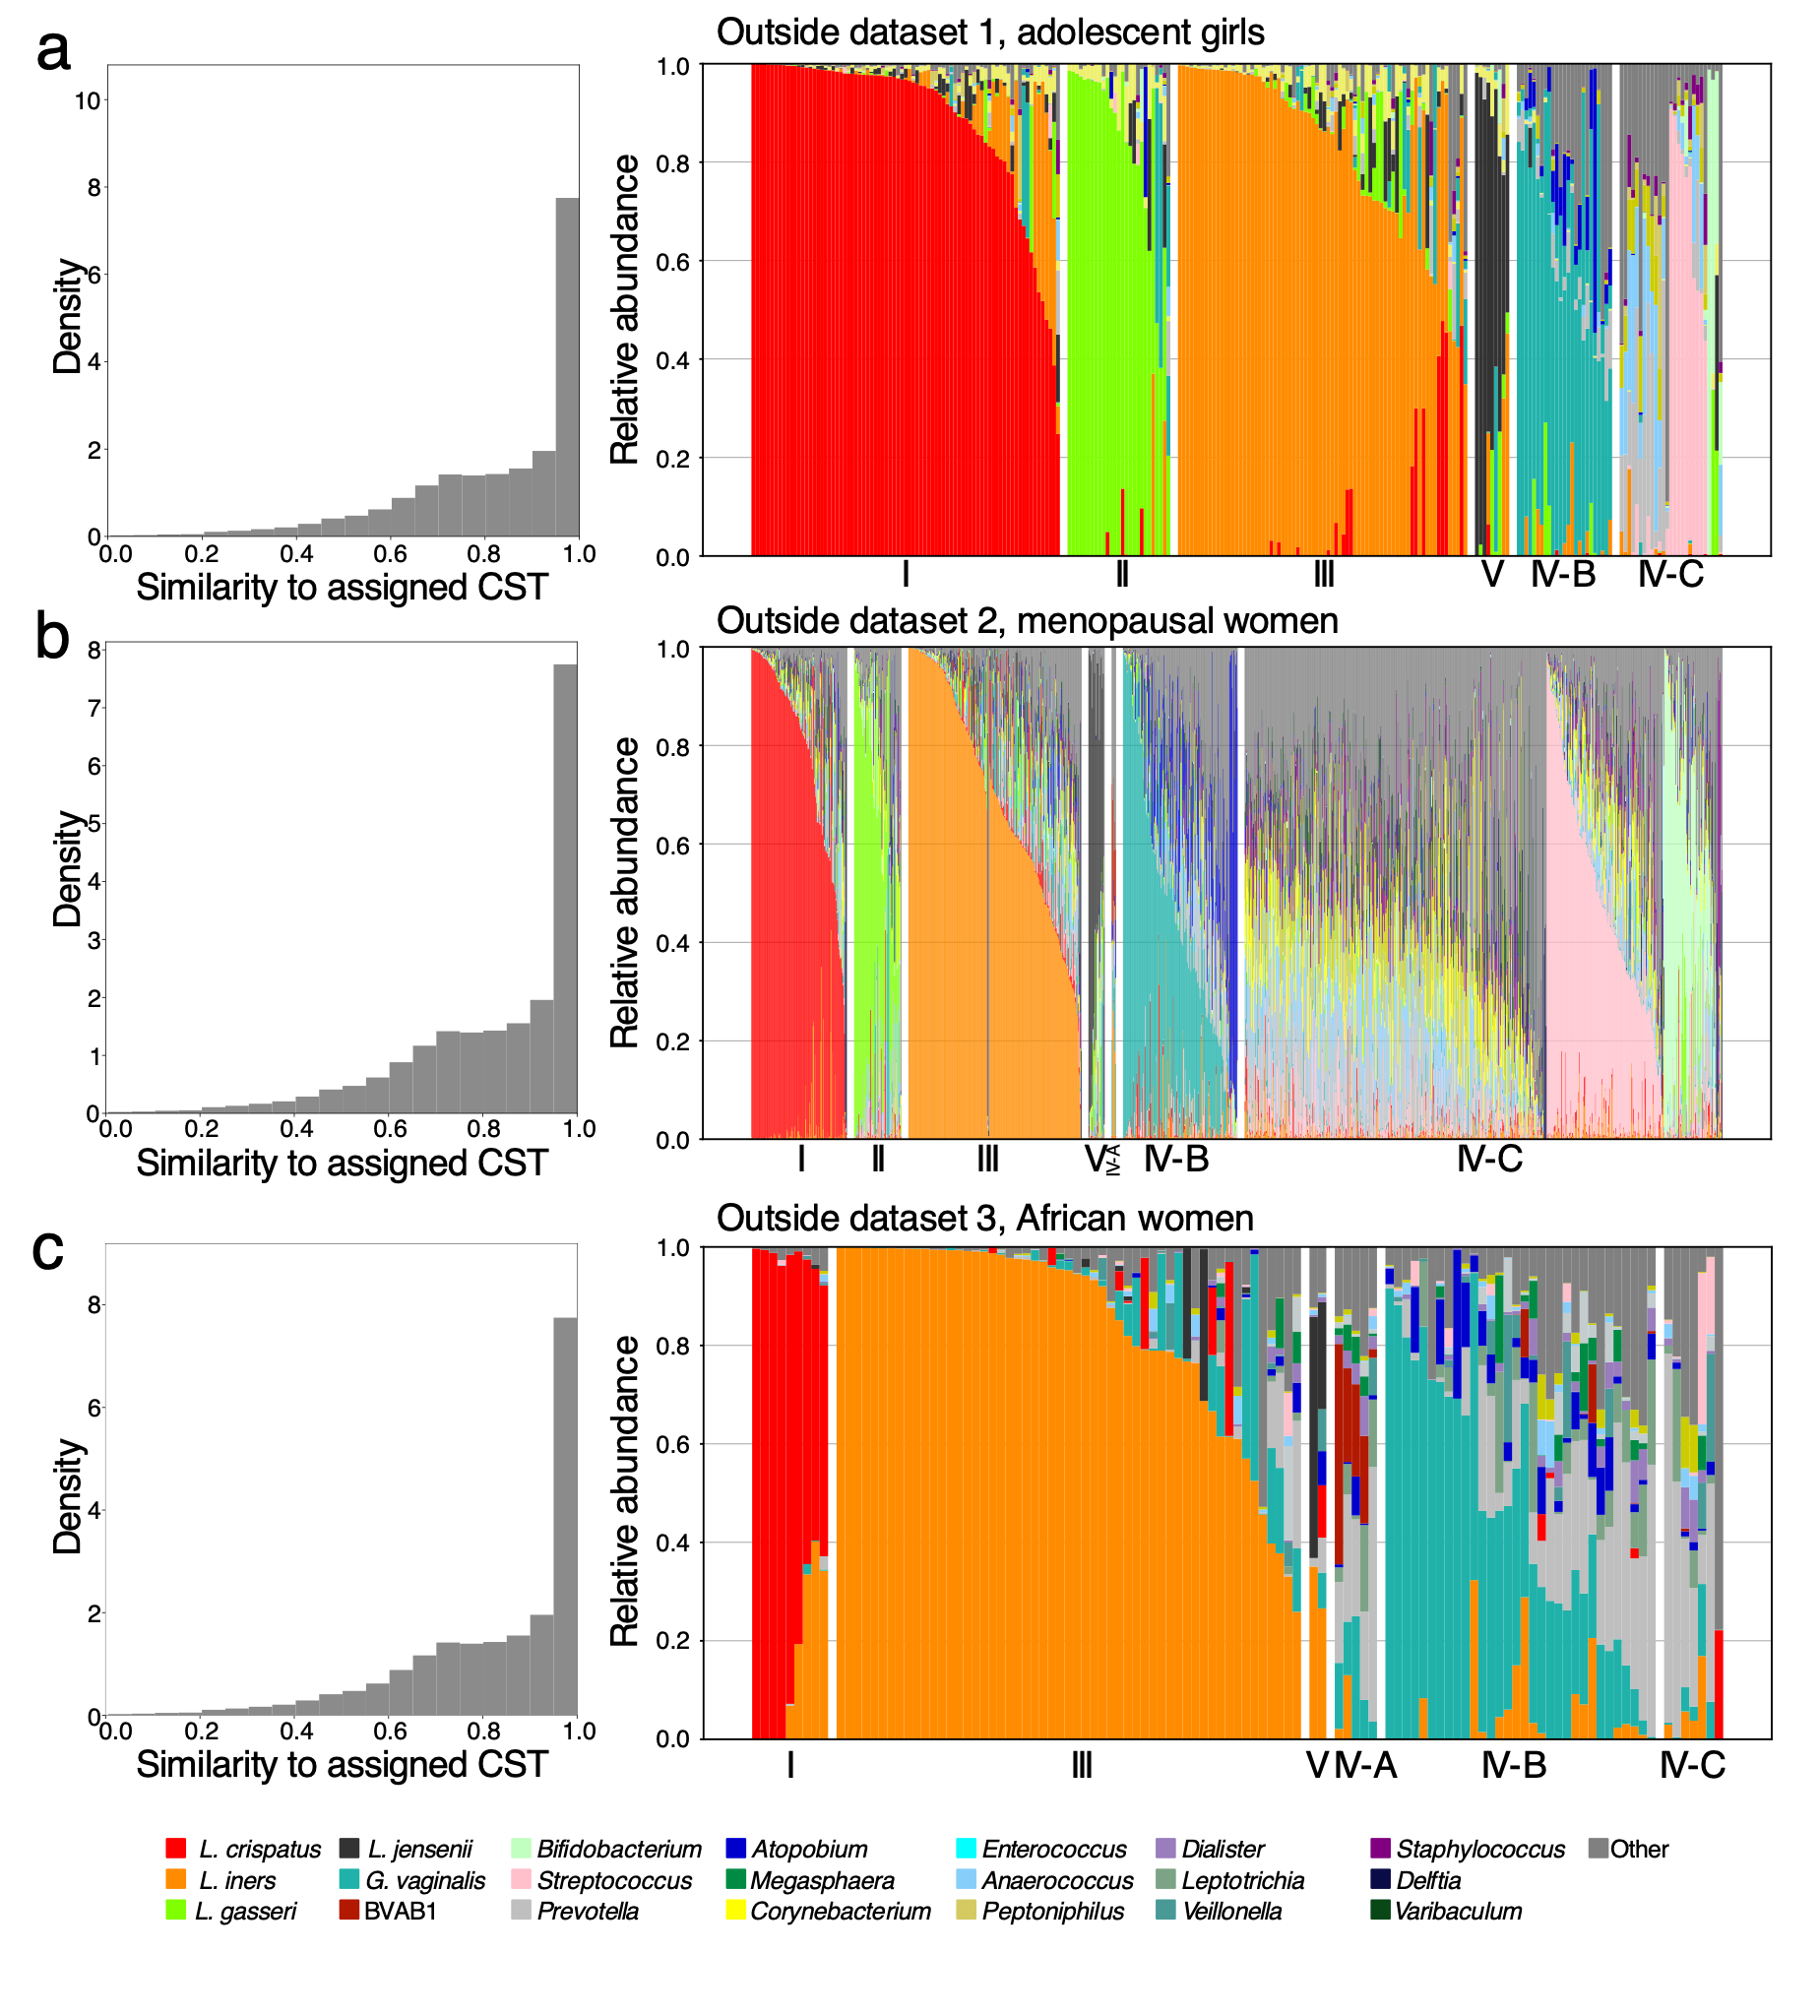 a
Outside dataset 1, adolescent girls
10
8
6
4
2
0
Density
0.0 0.2 0.4 0.6 0.8 1.0
Similarity to assigned CST
1.0
0.8
0.6
0.4
0.2
0.0
Relative abundance
I II III V IV-B IV-C
b
Outside dataset 2, menopausal women
8
7
6
5
4
3
2
1
0
Density
0.0 0.2 0.4 0.6 0.8 1.0
Similarity to assigned CST
1.0
0.8
0.6
0.4
0.2
0.0
Relative abundance
I II III V IV-A IV-B IV-C
c
Outside dataset 3, African women
8
6
4
2
0
Density
0.0 0.2 0.4 0.6 0.8 1.0
Similarity to assigned CST
1.0
0.8
0.6
0.4
0.2
0.0
Relative abundance
I III V IV-A IV-B IV-C
L. crispatus L. jensenii Bifidobacterium Atopobium Enterococcus Dialister Staphylococcus Other
L. iners G. vaginalis Streptococcus Megasphaera Anaerococcus Leptotrichia Delftia
L. gasseri BVAB1 Prevotella Corynebacterium Peptoniphilus Veillonella Varibaculum